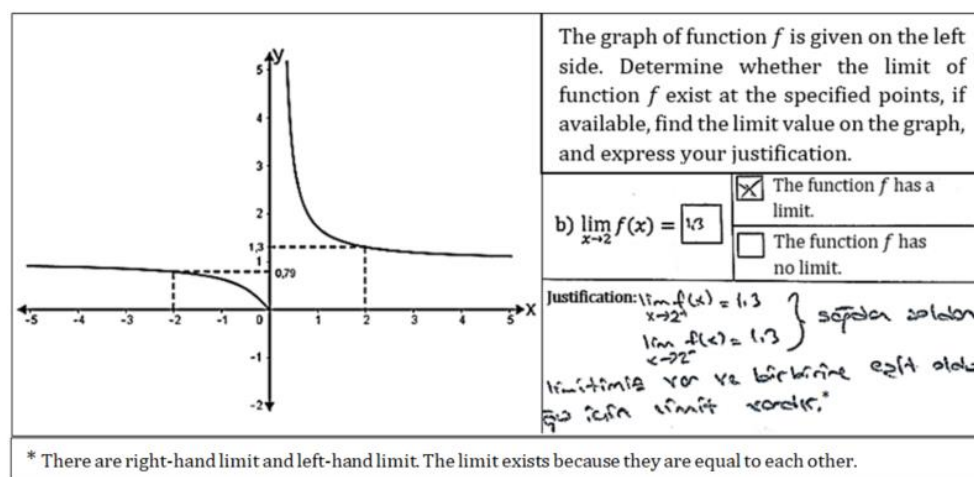 y
5
4
3
2
1,3
1
0,79
-5 -4 -3 -2 -1 0 1 2 3 4 5 x
-1
-2
The graph of function f is given on the left
side. Determine whether the limit of
function f exist at the specified points, if
available, find the limit value on the graph,
and express your justification.
b) lim f(x) = 1,3
x→2
The function f has a
limit.
The function f has
no limit.
Justification: lim f(x) = 1,3
x→2⁺
lim f(x) = 1,3
x→2⁻
sağdan soldan
limitimiz var ve birbirine eşit oldu
ğu için limit vardır.*
* There are right-hand limit and left-hand limit. The limit exists because they are equal to each other.